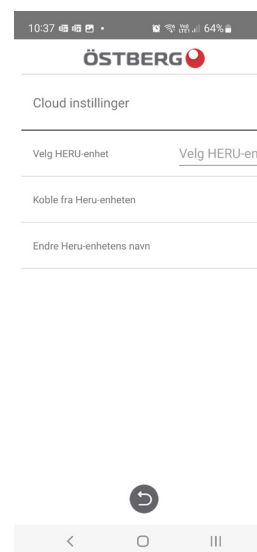 10:37 64%
ÖSTBERG
Cloud instillinger
Velg HERU-enhet Velg HERU-en
Koble fra Heru-enheten
Endre Heru-enhetens navn